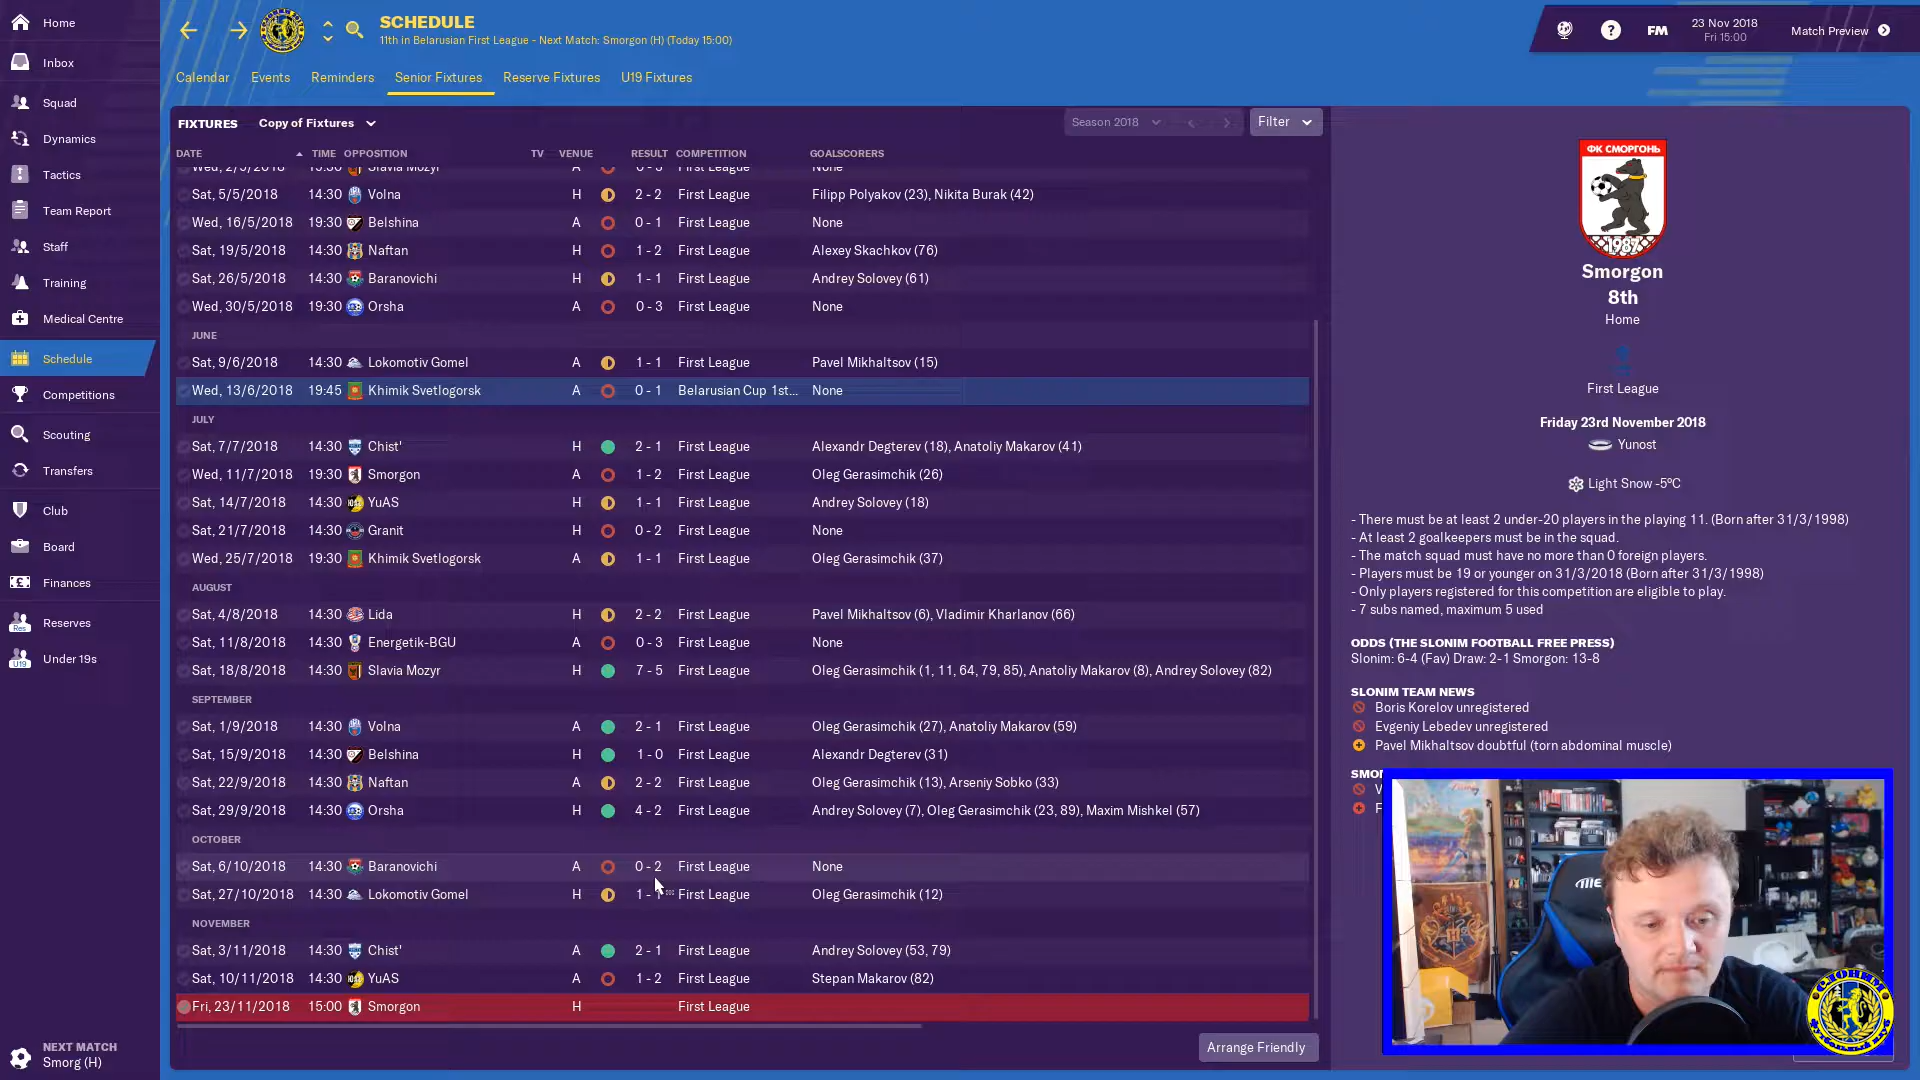 Home
Inbox
Squad
Dynamics
Tactics
Team Report
Staff
Training
Medical Centre
Schedule
Competitions
Scouting
Transfers
Club
Board
Finances
Reserves
Under 19s
NEXT MATCH
Smorg (H)
SCHEDULE
11th in Belarusian First League - Next Match: Smorgon (H) (Today 15:00)
FM
23 Nov 2018
Fri 15:00
Match Preview
Calendar Events Reminders Senior Fixtures Reserve Fixtures U19 Fixtures
FIXTURES Copy of Fixtures Season 2018 Filter
DATE TIME OPPOSITION TV VENUE RESULT COMPETITION GOALSCORERS
Wed, 2/5/2018 15:30 Slavia Mozyr A 0 - 3 First League None
Sat, 5/5/2018 14:30 Volna H 2 - 2 First League Filipp Polyakov (23), Nikita Burak (42)
Wed, 16/5/2018 19:30 Belshina A 0 - 1 First League None
Sat, 19/5/2018 14:30 Naftan H 1 - 2 First League Alexey Skachkov (76)
Sat, 26/5/2018 14:30 Baranovichi H 1 - 1 First League Andrey Solovey (61)
Wed, 30/5/2018 19:30 Orsha A 0 - 3 First League None
JUNE
Sat, 9/6/2018 14:30 Lokomotiv Gomel A 1 - 1 First League Pavel Mikhaltsov (15)
Wed, 13/6/2018 19:45 Khimik Svetlogorsk A 0 - 1 Belarusian Cup 1st... None
JULY
Sat, 7/7/2018 14:30 Chist' H 2 - 1 First League Alexandr Degterev (18), Anatoliy Makarov (41)
Wed, 11/7/2018 19:30 Smorgon A 1 - 2 First League Oleg Gerasimchik (26)
Sat, 14/7/2018 14:30 YuAS H 1 - 1 First League Andrey Solovey (18)
Sat, 21/7/2018 14:30 Granit H 0 - 2 First League None
Wed, 25/7/2018 19:30 Khimik Svetlogorsk A 1 - 1 First League Oleg Gerasimchik (37)
AUGUST
Sat, 4/8/2018 14:30 Lida H 2 - 2 First League Pavel Mikhaltsov (6), Vladimir Kharlanov (66)
Sat, 11/8/2018 14:30 Energetik-BGU A 0 - 3 First League None
Sat, 18/8/2018 14:30 Slavia Mozyr H 7 - 5 First League Oleg Gerasimchik (1, 11, 64, 79, 85), Anatoliy Makarov (8), Andrey Solovey (82)
SEPTEMBER
Sat, 1/9/2018 14:30 Volna A 2 - 1 First League Oleg Gerasimchik (27), Anatoliy Makarov (59)
Sat, 15/9/2018 14:30 Belshina H 1 - 0 First League Alexandr Degterev (31)
Sat, 22/9/2018 14:30 Naftan A 2 - 2 First League Oleg Gerasimchik (13), Arseniy Sobko (33)
Sat, 29/9/2018 14:30 Orsha H 4 - 2 First League Andrey Solovey (7), Oleg Gerasimchik (23, 89), Maxim Mishkel (57)
OCTOBER
Sat, 6/10/2018 14:30 Baranovichi A 0 - 2 First League None
Sat, 27/10/2018 14:30 Lokomotiv Gomel H 1 - First League Oleg Gerasimchik (12)
NOVEMBER
Sat, 3/11/2018 14:30 Chist' A 2 - 1 First League Andrey Solovey (53, 79)
Sat, 10/11/2018 14:30 YuAS A 1 - 2 First League Stepan Makarov (82)
Fri, 23/11/2018 15:00 Smorgon H First League
Arrange Friendly
ФК СМОРГОНЬ
1987
Smorgon
8th
Home
First League
Friday 23rd November 2018
Yunost
Light Snow -5°C
- There must be at least 2 under-20 players in the playing 11. (Born after 31/3/1998)
- At least 2 goalkeepers must be in the squad.
- The match squad must have no more than 0 foreign players.
- Players must be 19 or younger on 31/3/2018 (Born after 31/3/1998)
- Only players registered for this competition are eligible to play.
- 7 subs named, maximum 5 used
ODDS (THE SLONIM FOOTBALL FREE PRESS)
Slonim: 6-4 (Fav) Draw: 2-1 Smorgon: 13-8
SLONIM TEAM NEWS
Boris Korelov unregistered
Evgeniy Lebedev unregistered
Pavel Mikhaltsov doubtful (torn abdominal muscle)
SMO
V
F